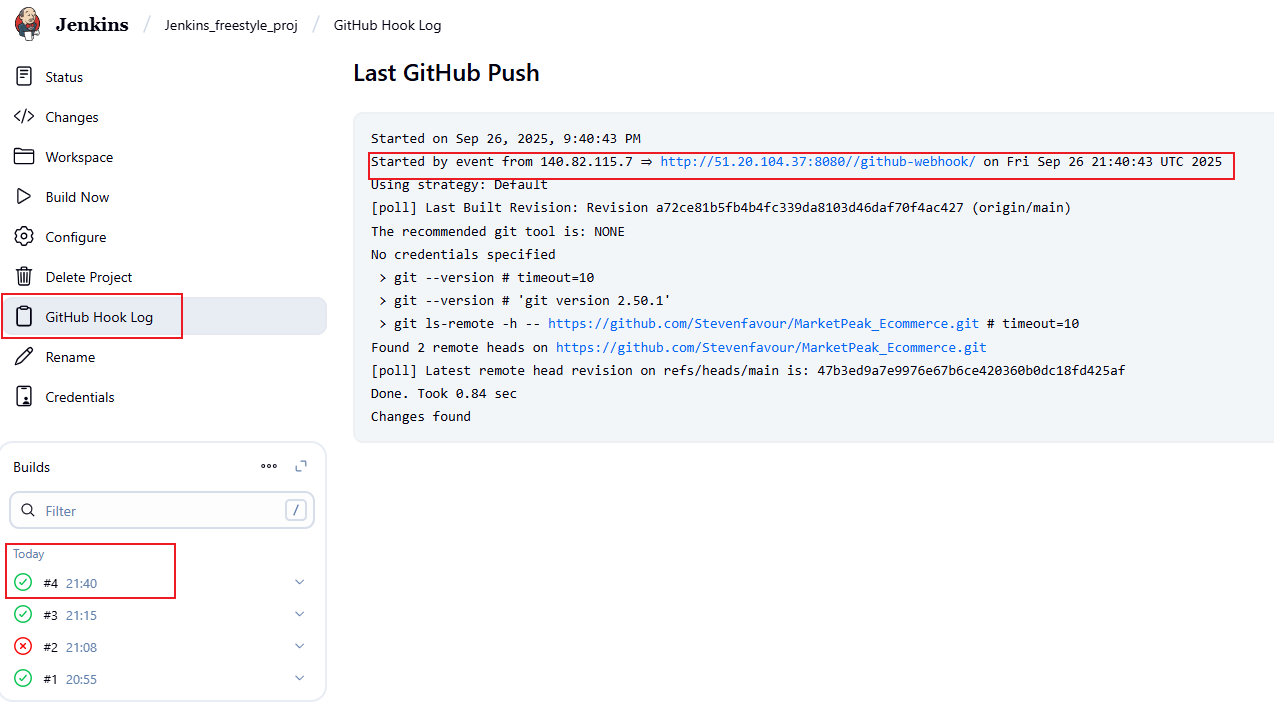 Jenkins / Jenkins_freestyle_proj / GitHub Hook Log
Status
Changes
Workspace
Build Now
Configure
Delete Project
GitHub Hook Log
Rename
Credentials
Builds
Filter /
Today
#4 21:40
#3 21:15
#2 21:08
#1 20:55
Last GitHub Push
Started on Sep 26, 2025, 9:40:43 PM
Started by event from 140.82.115.7 ⇒ http://51.20.104.37:8080//github-webhook/ on Fri Sep 26 21:40:43 UTC 2025
Using strategy: Default
[poll] Last Built Revision: Revision a72ce81b5fb4b4fc339da8103d46daf70f4ac427 (origin/main)
The recommended git tool is: NONE
No credentials specified
> git --version # timeout=10
> git --version # 'git version 2.50.1'
> git ls-remote -h -- https://github.com/Stevenfavour/MarketPeak_Ecommerce.git # timeout=10
Found 2 remote heads on https://github.com/Stevenfavour/MarketPeak_Ecommerce.git
[poll] Latest remote head revision on refs/heads/main is: 47b3ed9a7e9976e67b6ce420360b0dc18fd425af
Done. Took 0.84 sec
Changes found